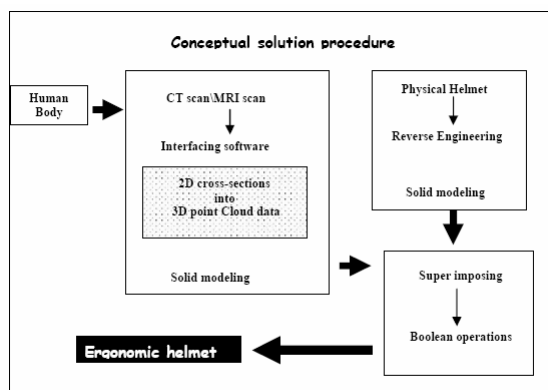 Conceptual solution procedure
Human
Body
CT scan\MRI scan
Interfacing software
2D cross-sections
into
3D point Cloud data
Solid modeling
Physical Helmet
Reverse Engineering
Solid modeling
Super imposing
Boolean operations
Ergonomic helmet